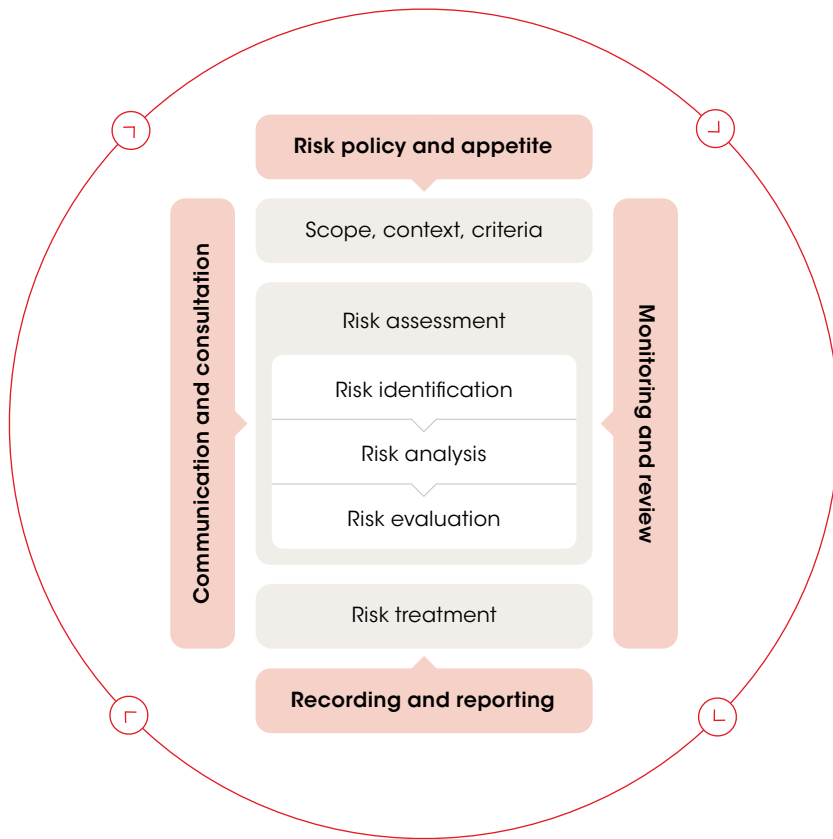 Risk policy and appetite
Scope, context, criteria
Communication and consultation
Risk assessment
Risk identification
Risk analysis
Risk evaluation
Monitoring and review
Risk treatment
Recording and reporting